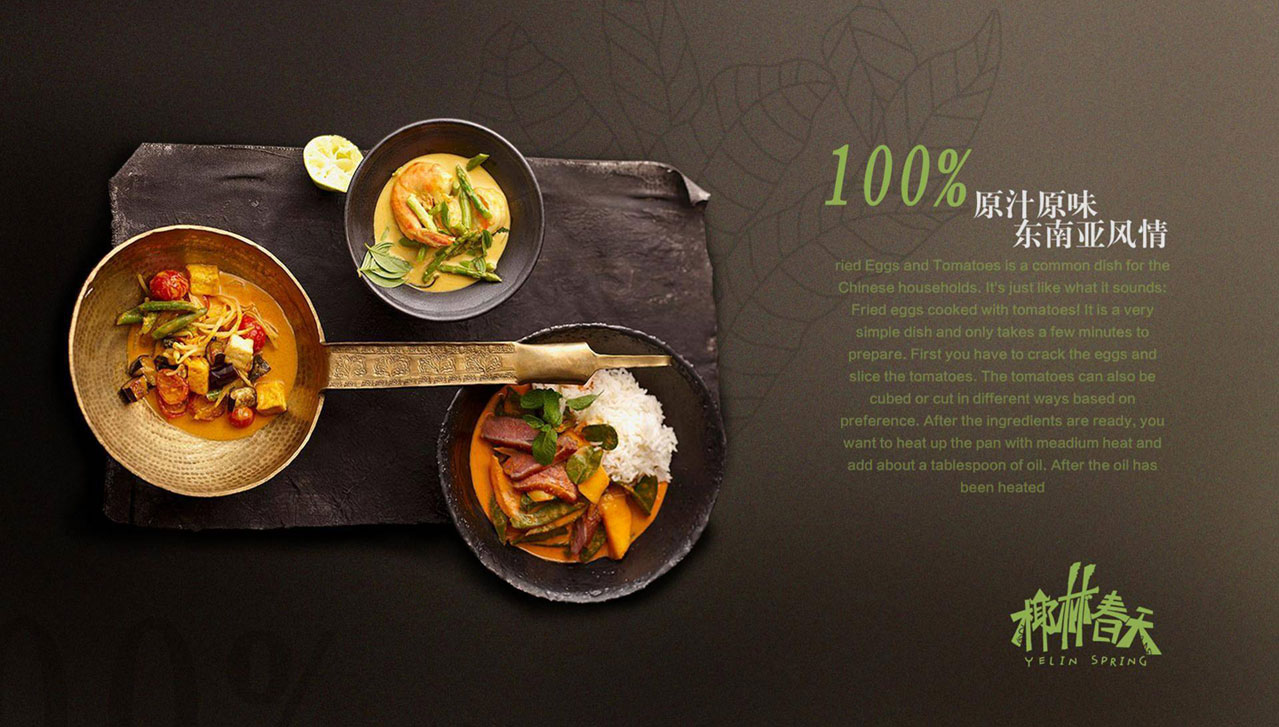 100%
原汁原味
东南亚风情
ried Eggs and Tomatoes is a common dish for the
Chinese households. It's just like what it sounds:
Fried eggs cooked with tomatoes! It is a very
simple dish and only takes a few minutes to
prepare. First you have to crack the eggs and
slice the tomatoes. The tomatoes can also be
cubed or cut in different ways based on
preference. After the ingredients are ready, you
want to heat up the pan with meadium heat and
add about a tablespoon of oil. After the oil has
been heated
椰林春天
YELIN SPRING